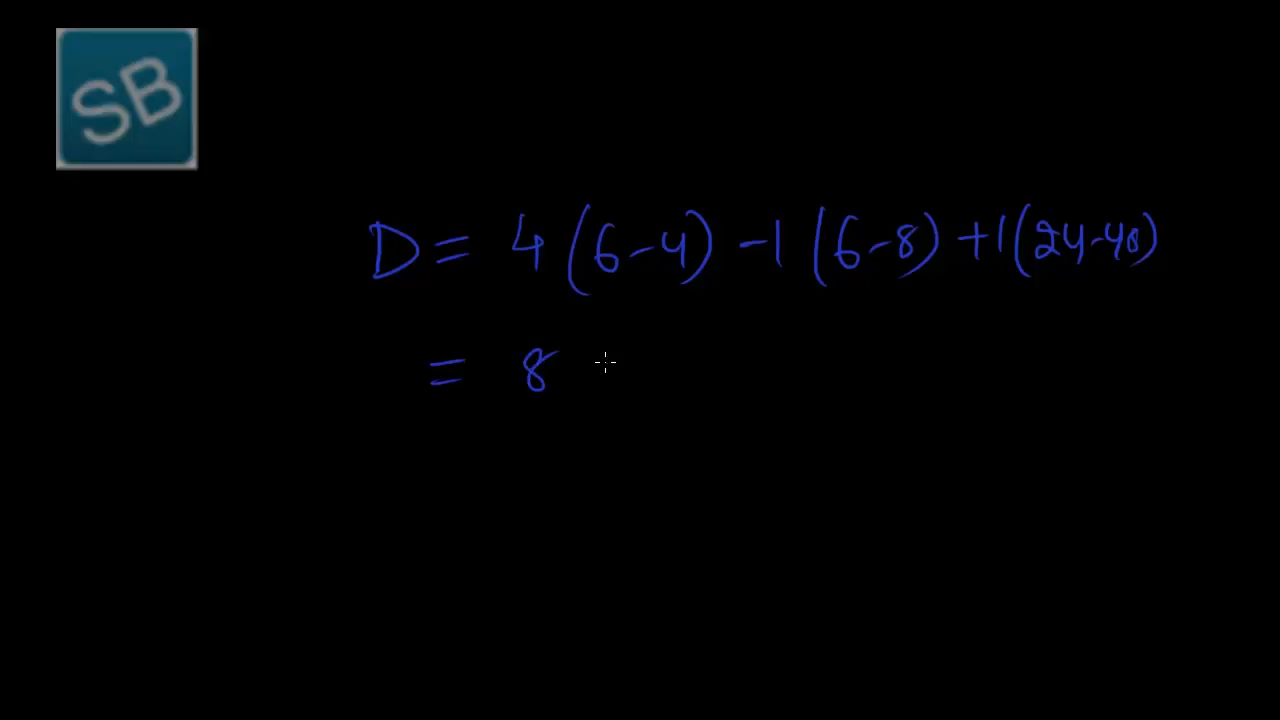 SB
D = 4 (6-4) -1 (6-8) +1 (24-48)
= 8